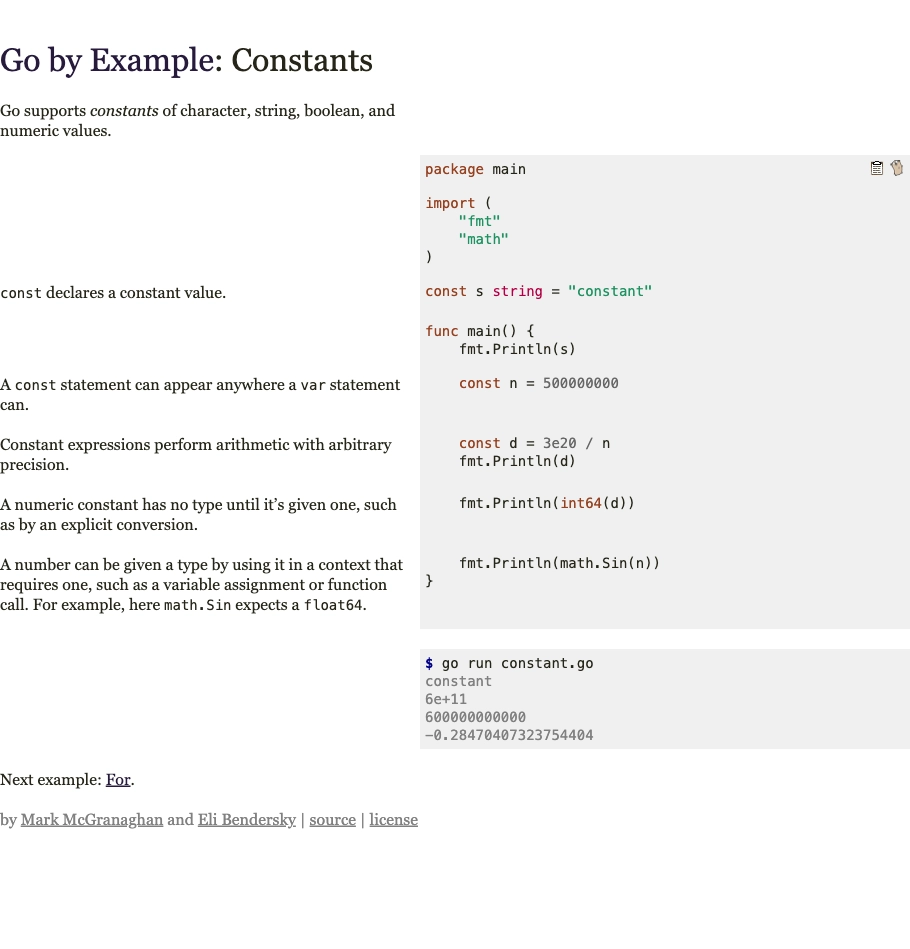 Go by Example: Constants
Go supports constants of character, string, boolean, and
numeric values.
package main
import (
    "fmt"
    "math"
)
const declares a constant value.
const s string = "constant"
func main() {
    fmt.Println(s)
A const statement can appear anywhere a var statement
can.
    const n = 500000000
Constant expressions perform arithmetic with arbitrary
precision.
    const d = 3e20 / n
    fmt.Println(d)
A numeric constant has no type until it’s given one, such
as by an explicit conversion.
    fmt.Println(int64(d))
A number can be given a type by using it in a context that
requires one, such as a variable assignment or function
call. For example, here math.Sin expects a float64.
    fmt.Println(math.Sin(n))
}
$ go run constant.go
constant
6e+11
600000000000
-0.28470407323754404
Next example: For.
by Mark McGranaghan and Eli Bendersky | source | license